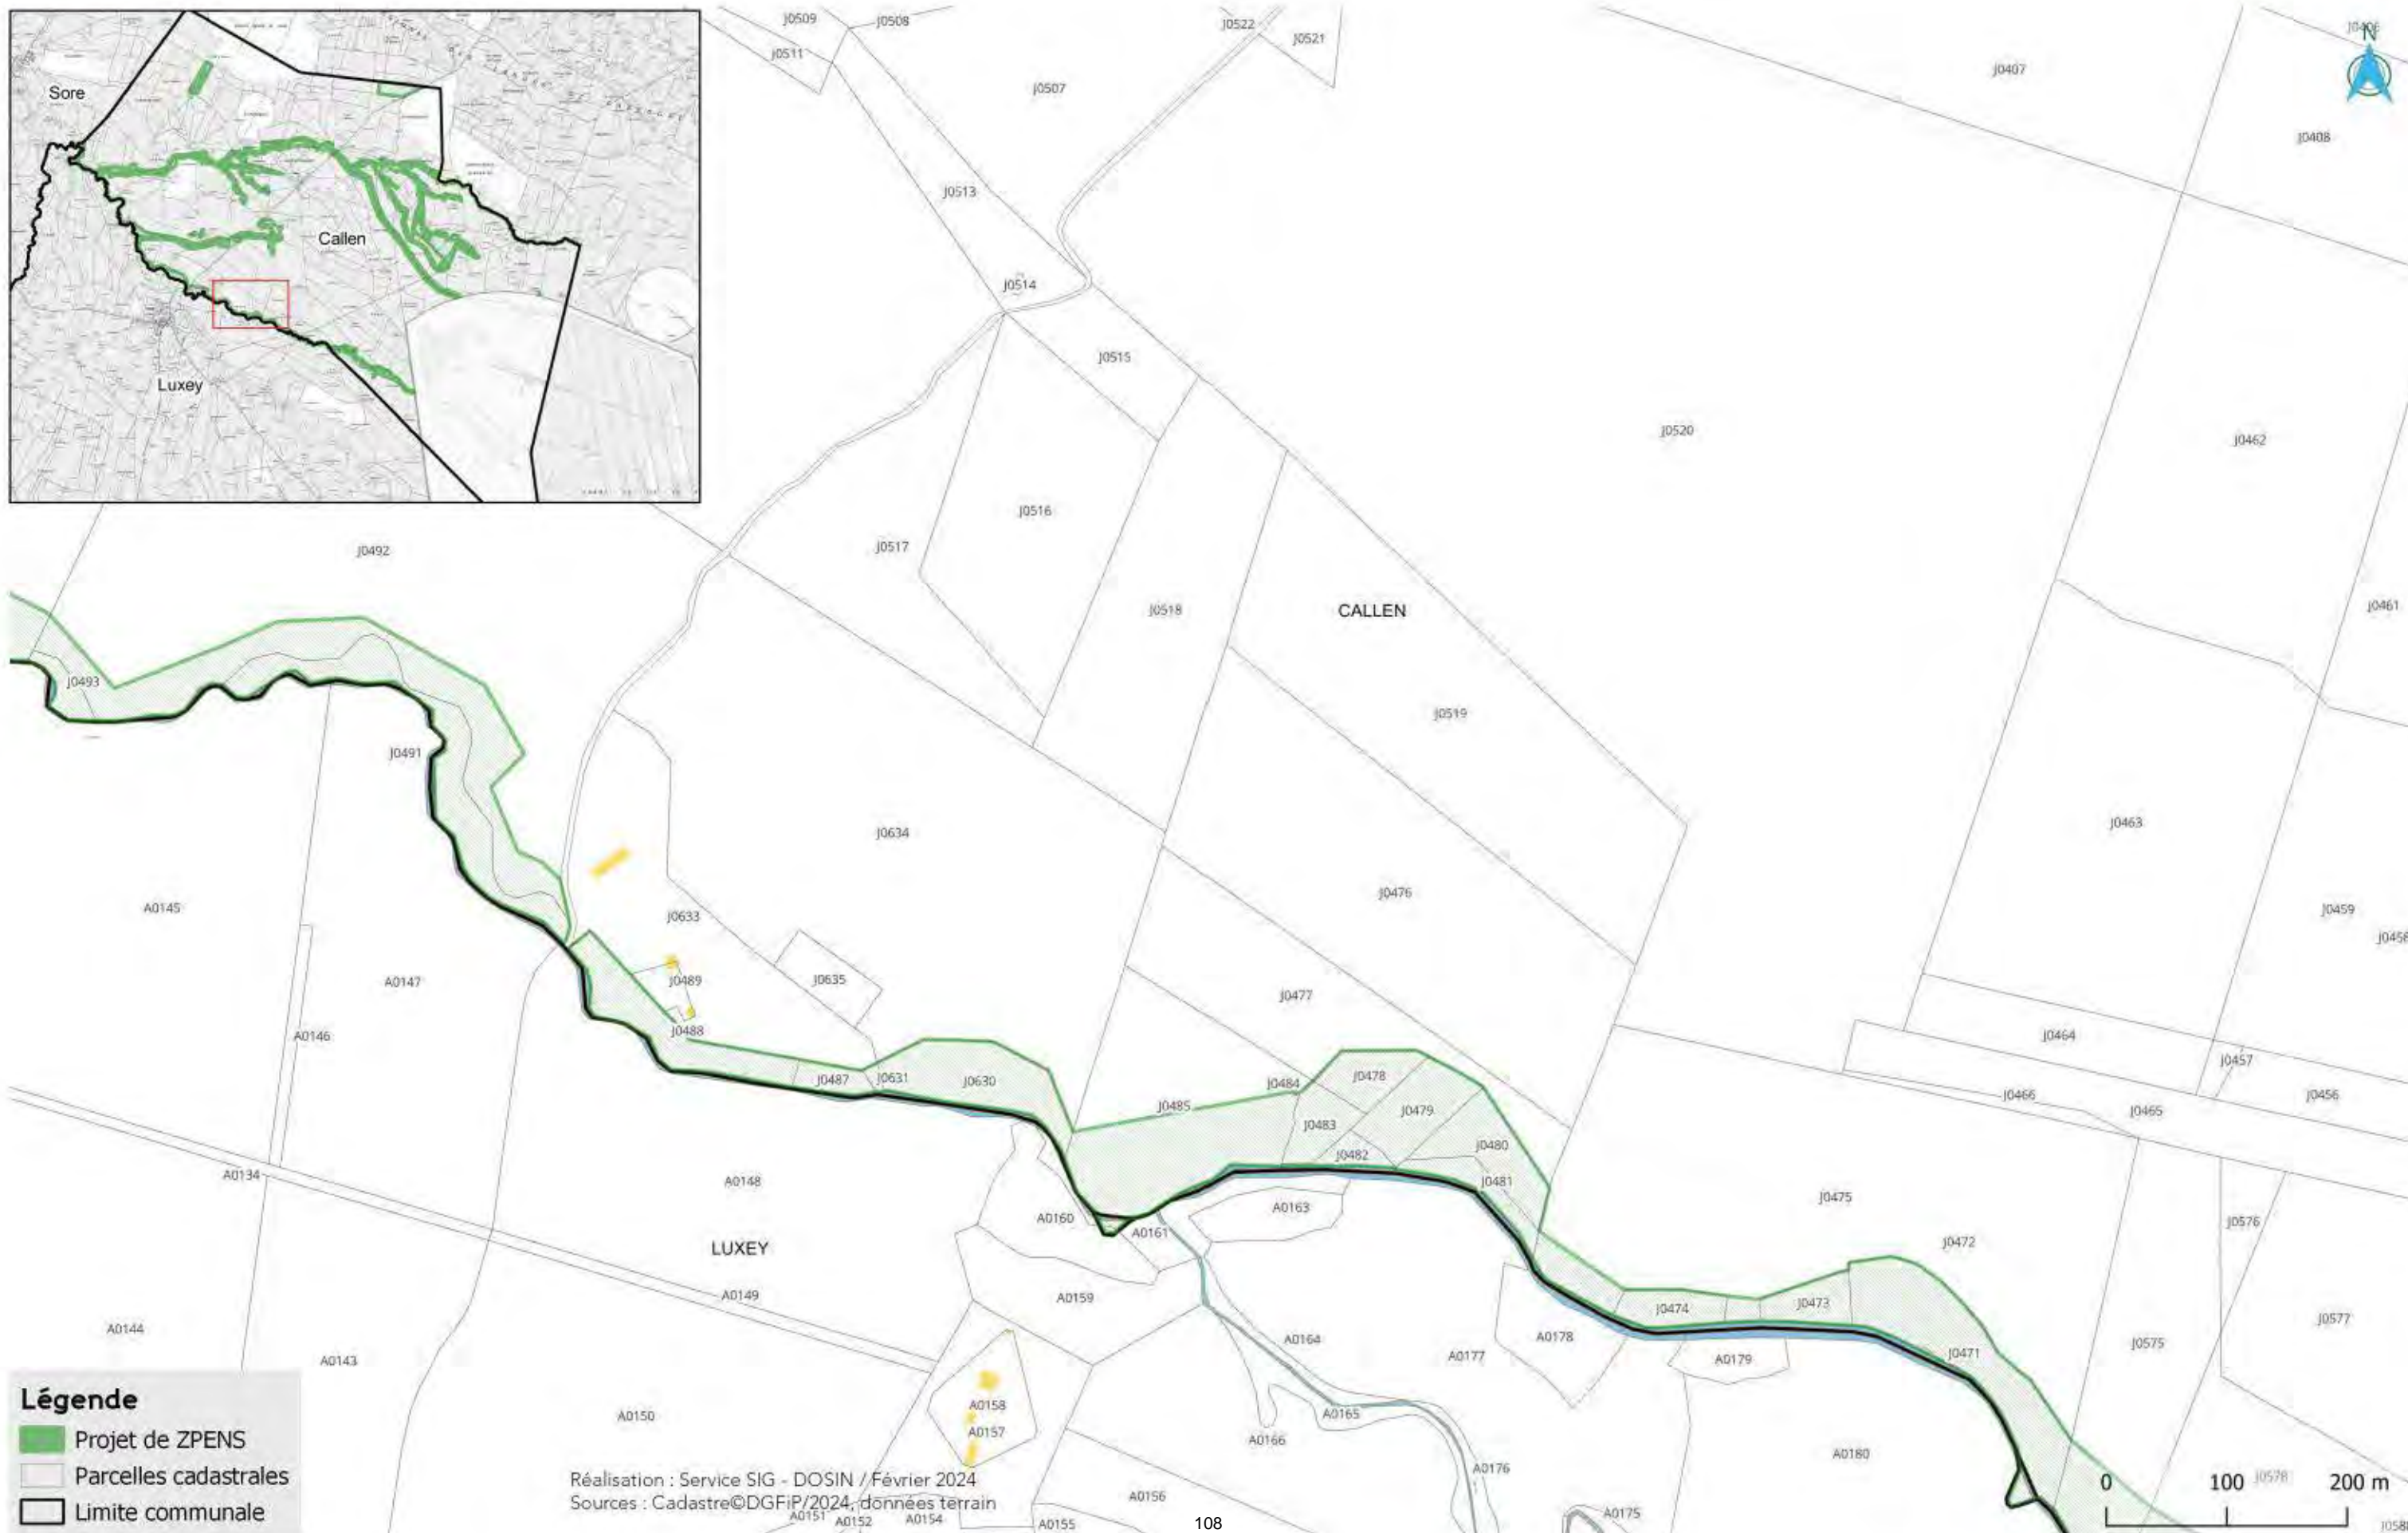 Sore
Callen
Luxey
J0509
J0508
J0511
J0507
J0522
J0521
J0406
N
J0407
J0408
J0513
J0514
J0515
J0520
J0462
J0516
J0517
J0492
J0518
CALLEN
J0461
J0493
J0519
J0491
J0634
J0463
J0476
A0145
J0633
J0459
J0458
A0147
J0489
J0635
J0477
A0146
J0488
J0464
J0457
J0487
J0631
J0630
J0484
J0478
J0466
J0456
J0485
J0479
J0465
J0483
J0480
J0482
A0134
A0148
J0481
J0475
A0160
A0163
A0161
J0576
LUXEY
J0472
A0149
A0159
J0474
J0473
J0577
A0144
A0164
A0178
J0575
A0143
A0177
A0179
J0471
A0158
A0150
A0165
A0157
A0166
A0180
A0176
J0578
A0156
A0175
A0151
A0152
A0154
A0155
Légende
Projet de ZPENS
Parcelles cadastrales
Limite communale
Réalisation : Service SIG - DOSIN / Février 2024
Sources : Cadastre©DGFiP/2024, données terrain
108
0 100 200 m